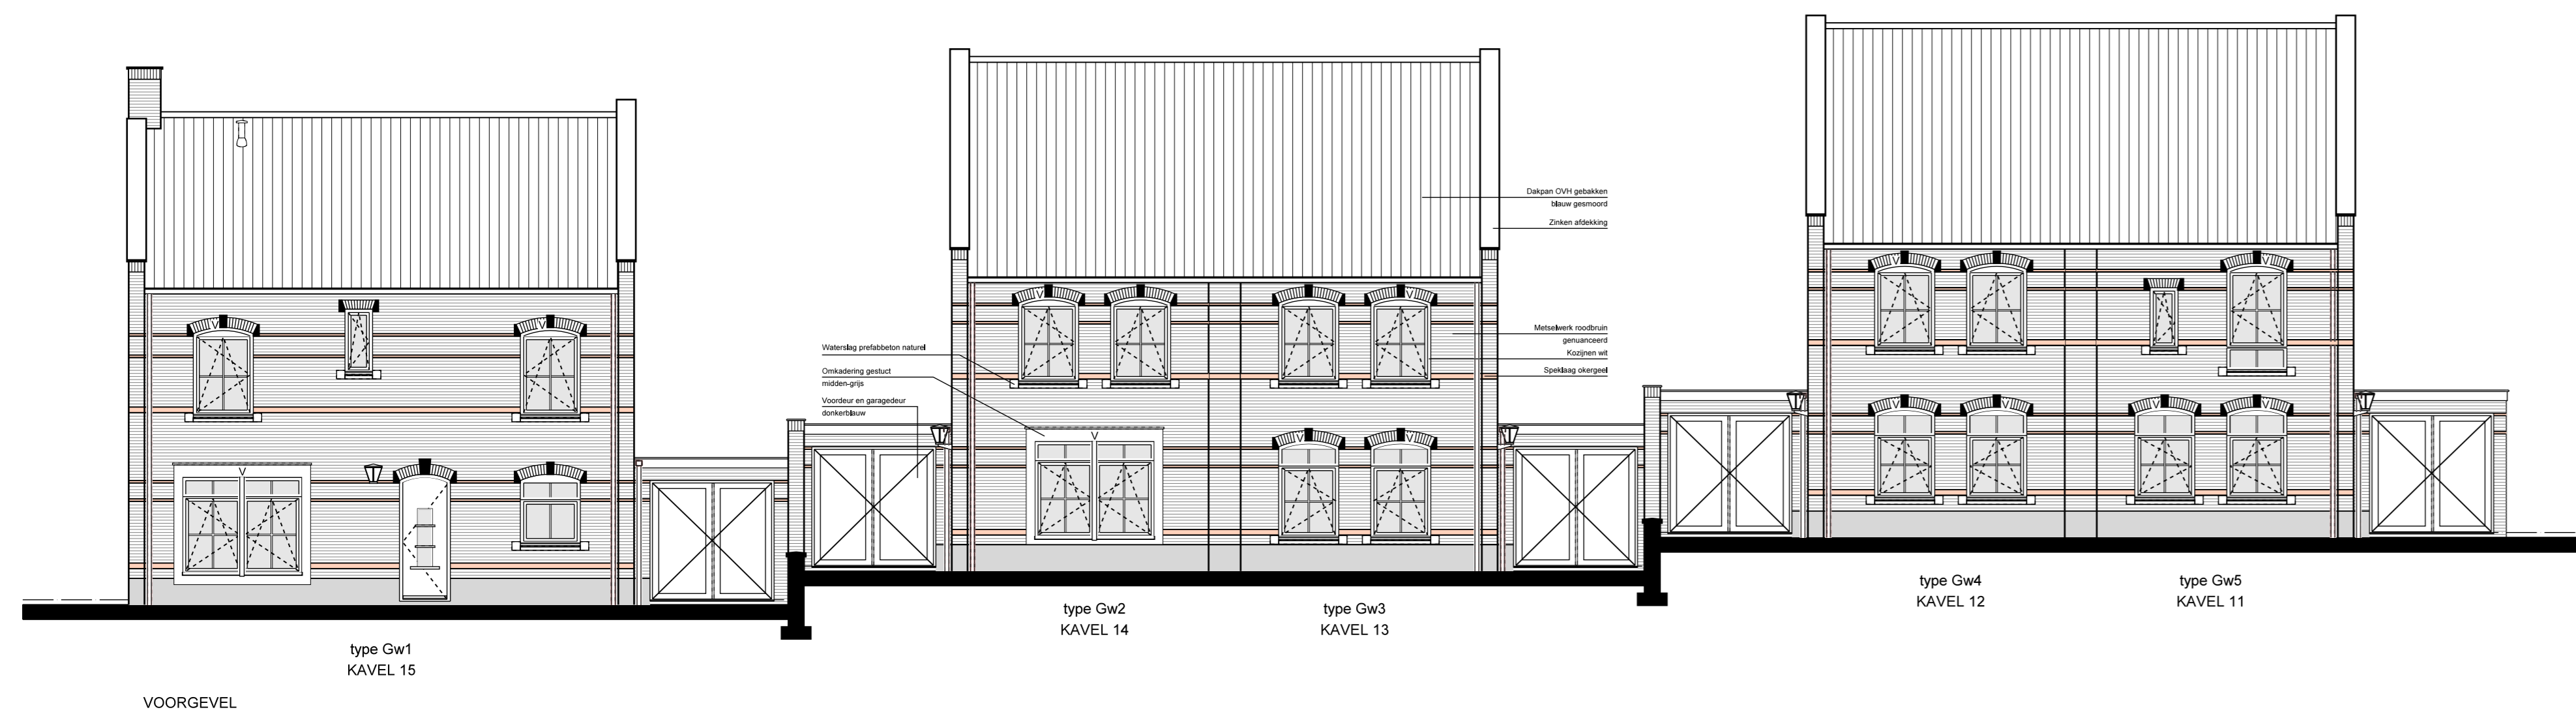 Dakpan OVH gebakken
blauw gesmoord
Zinken afdekking
Metselwerk roodbruin
genuanceerd
Kozijnen wit
Speklaag okergeel
Waterslag prefabbeton naturel
Omkadering gestuct
midden-grijs
Voordeur en garagedeur
donkerblauw
V
V
V
V
V
V
V
V
V
V
type Gw1
KAVEL 15
type Gw2
KAVEL 14
type Gw3
KAVEL 13
type Gw4
KAVEL 12
type Gw5
KAVEL 11
VOORGEVEL